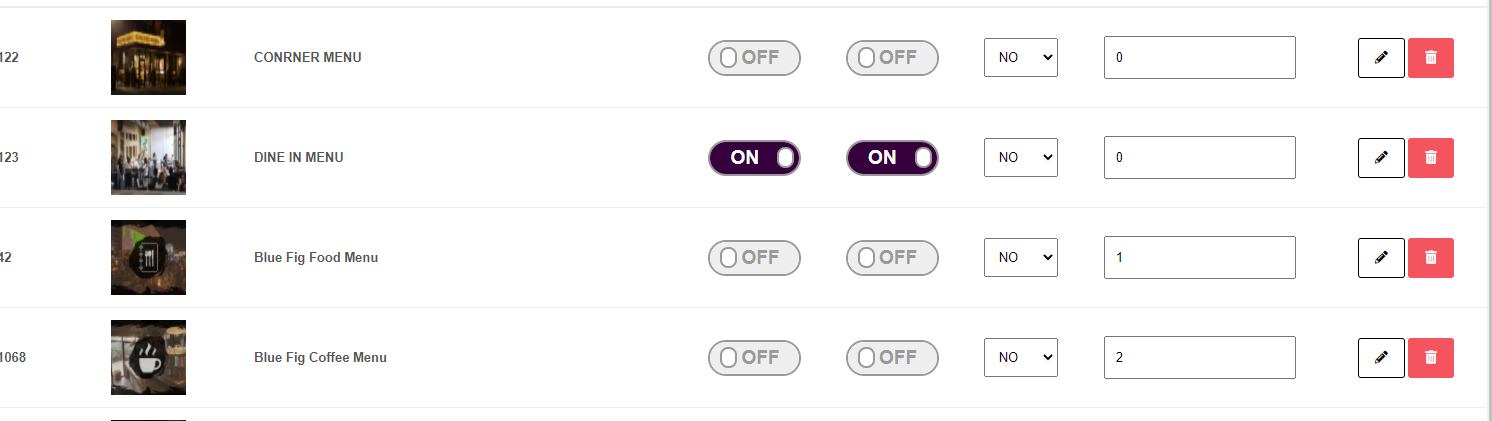 122 CONRNER MENU OFF OFF NO 0
123 DINE IN MENU ON ON NO 0
42 Blue Fig Food Menu OFF OFF NO 1
1068 Blue Fig Coffee Menu OFF OFF NO 2